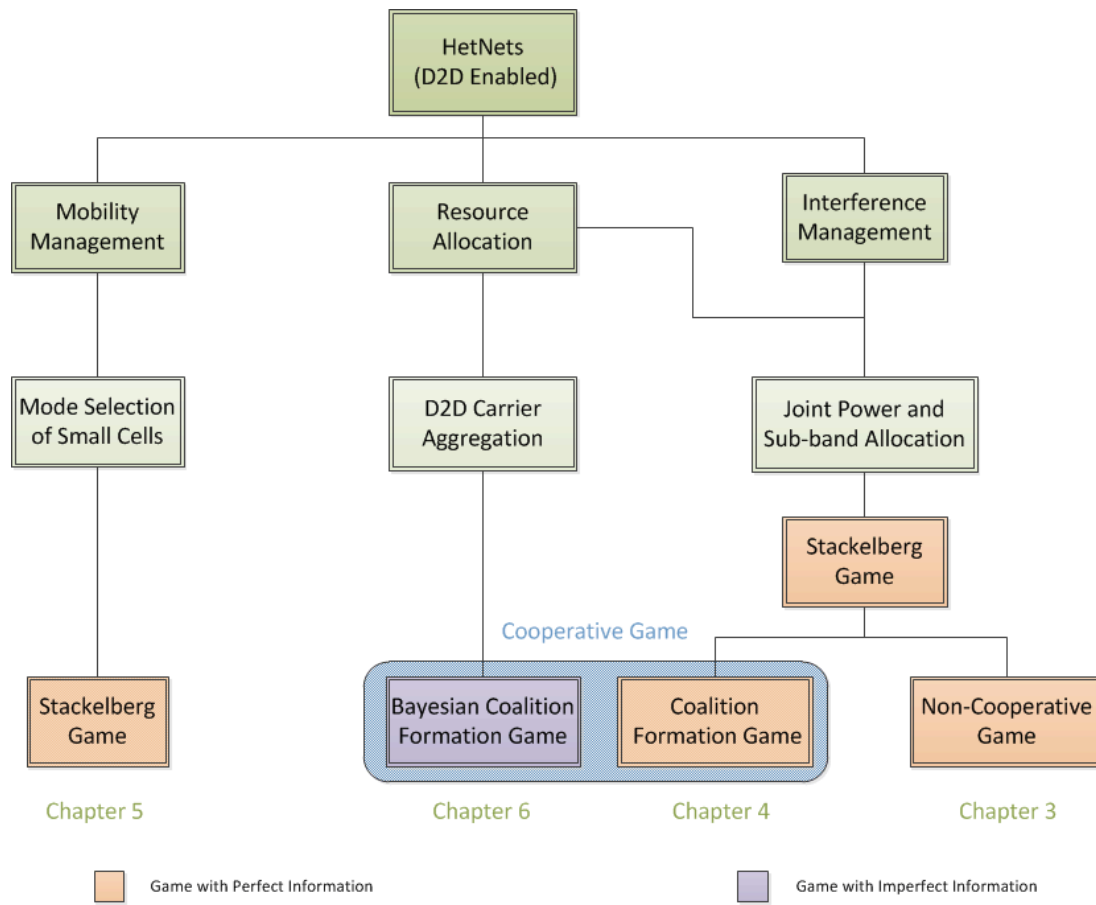 HetNets
(D2D Enabled)
Mobility
Management
Resource
Allocation
Interference
Management
Mode Selection
of Small Cells
D2D Carrier
Aggregation
Joint Power and
Sub-band Allocation
Stackelberg
Game
Cooperative Game
Stackelberg
Game
Bayesian Coalition
Formation Game
Coalition
Formation Game
Non-Cooperative
Game
Chapter 5
Chapter 6
Chapter 4
Chapter 3
Game with Perfect Information
Game with Imperfect Information